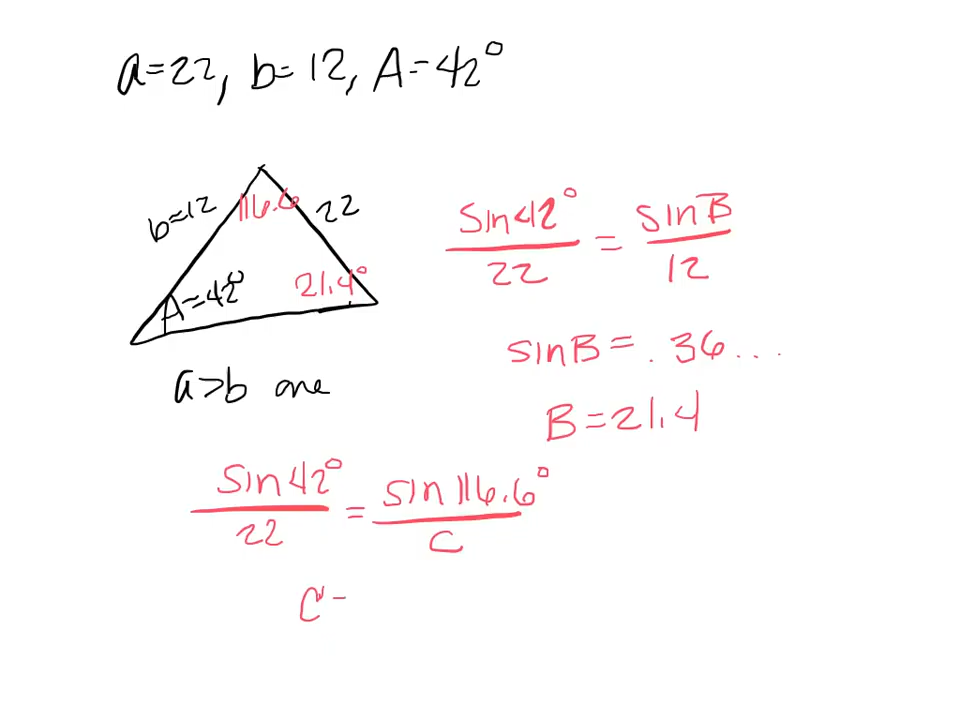 a=22, b=12, A=42°
b=12
116.6
22
A=42°
21.4°
sin42°/22 = sinB/12
sinB = .36...
B=21.4
a>b one
sin42°/22 = sin116.6°/c
c=